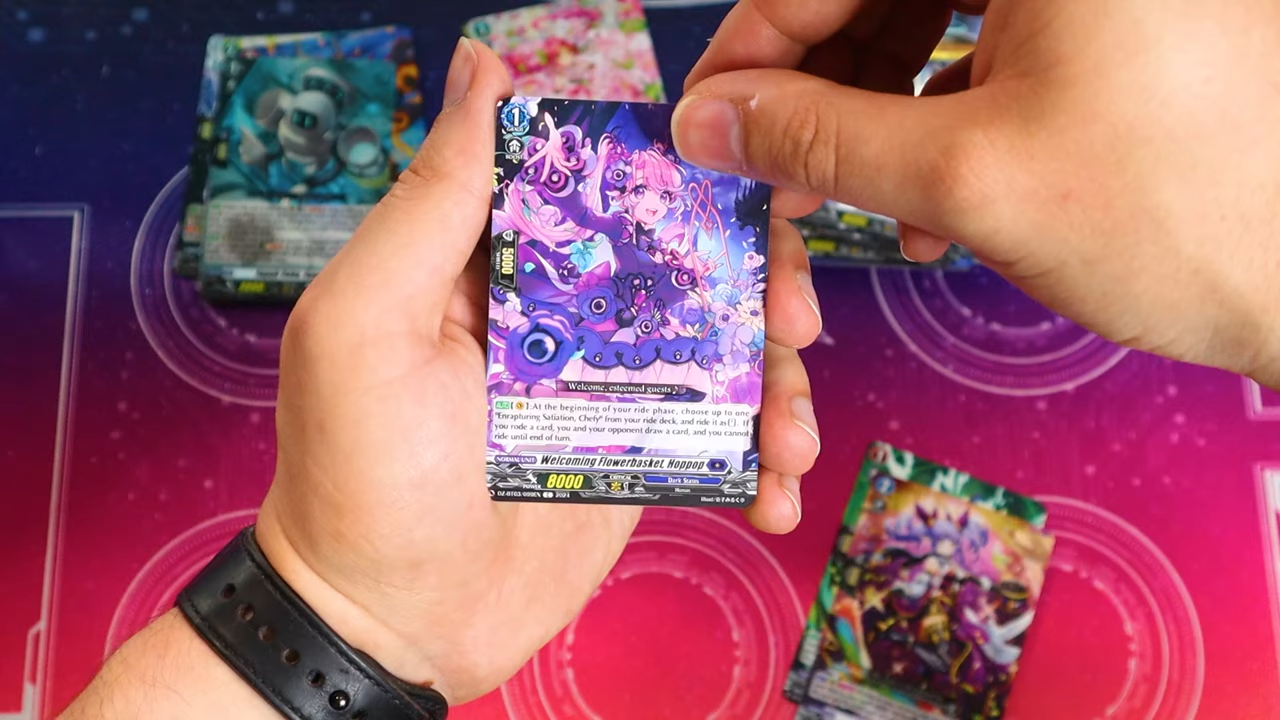 1
GRADE
BOOST
5000
Welcome, esteemed guests♪
AUTO[ ]:At the beginning of your ride phase, choose up to one
"Enrapturing Satiation, Chefy" from your ride deck, and ride it as[ ]. If
you rode a card, you and your opponent draw a card, and you cannot
ride until end of turn.
NORMAL UNIT Welcoming Flowerbasket, Hoppop
POWER 8000 CRITICAL 1 Dark States
Human
DZ-BT03/099EN C 2024